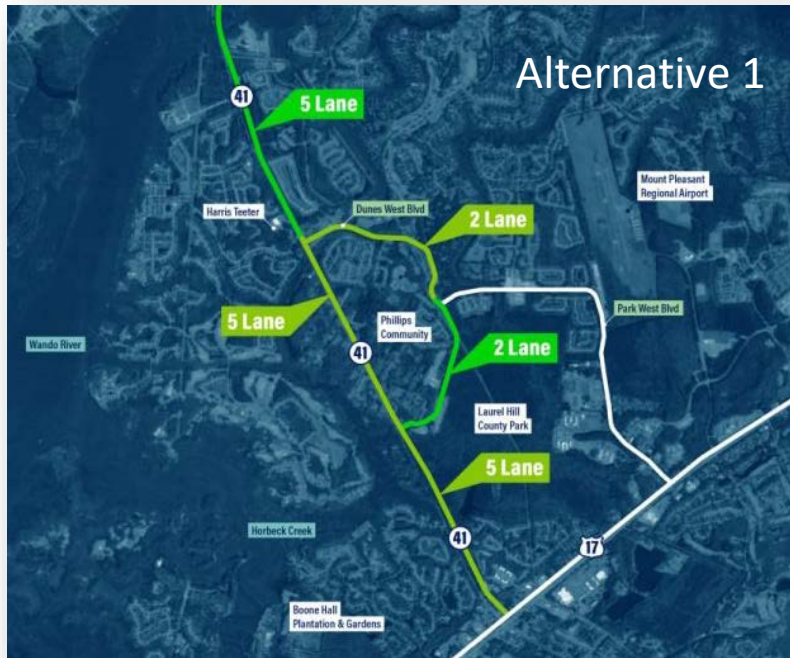 Alternative 1
41
5 Lane
Mount Pleasant
Regional Airport
Harris Teeter
Dunes West Blvd
2 Lane
5 Lane
Phillips
Community
Park West Blvd
Wando River
41
2 Lane
Laurel Hill
County Park
5 Lane
Horbeck Creek
41
17
Boone Hall
Plantation & Gardens